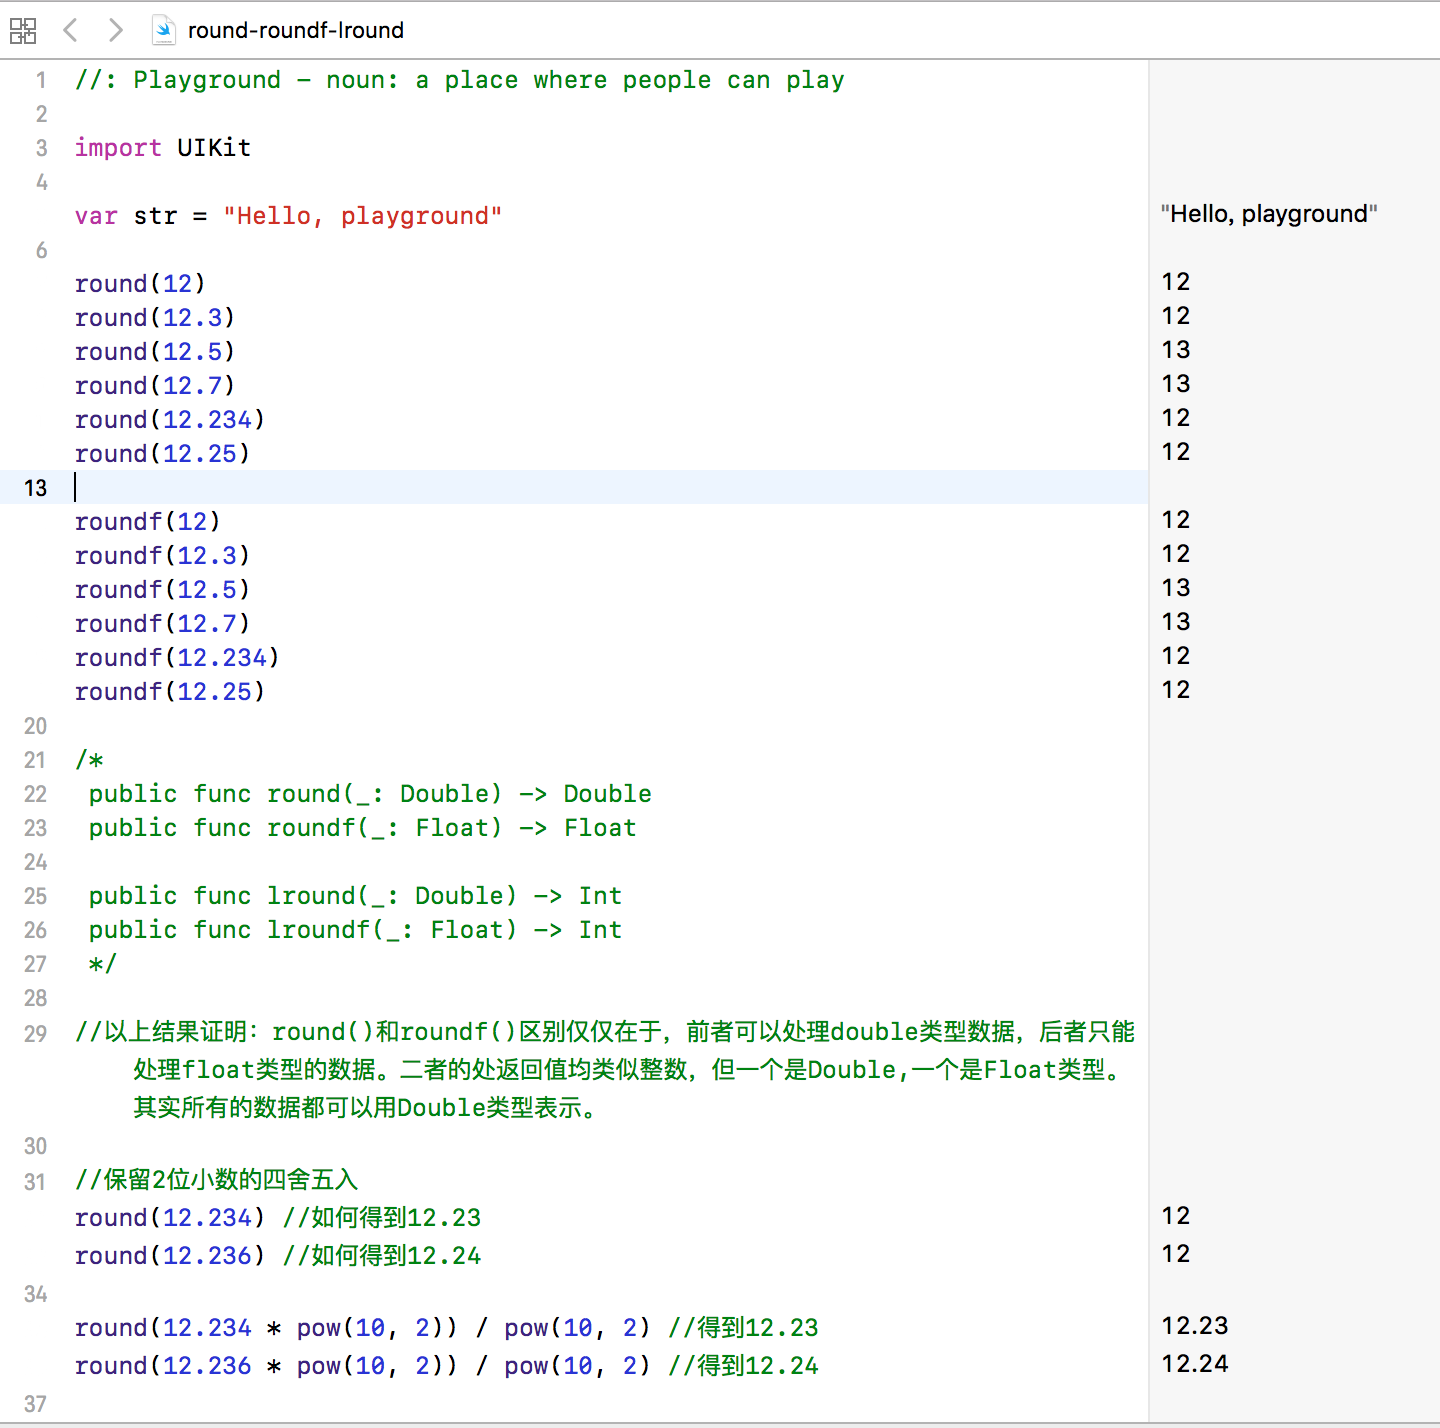 round-roundf-lround
1 //: Playground - noun: a place where people can play
2
3 import UIKit
4
var str = "Hello, playground" "Hello, playground"
6
round(12) 12
round(12.3) 12
round(12.5) 13
round(12.7) 13
round(12.234) 12
round(12.25) 12
13
roundf(12) 12
roundf(12.3) 12
roundf(12.5) 13
roundf(12.7) 13
roundf(12.234) 12
roundf(12.25) 12
20
21 /*
22 public func round(_: Double) -> Double
23 public func roundf(_: Float) -> Float
24
25 public func lround(_: Double) -> Int
26 public func lroundf(_: Float) -> Int
27 */
28
29 //以上结果证明：round()和roundf()区别仅仅在于，前者可以处理double类型数据，后者只能
处理float类型的数据。二者的处返回值均类似整数，但一个是Double,一个是Float类型。
其实所有的数据都可以用Double类型表示。
30
31 //保留2位小数的四舍五入
round(12.234) //如何得到12.23 12
round(12.236) //如何得到12.24 12
34
round(12.234 * pow(10, 2)) / pow(10, 2) //得到12.23 12.23
round(12.236 * pow(10, 2)) / pow(10, 2) //得到12.24 12.24
37